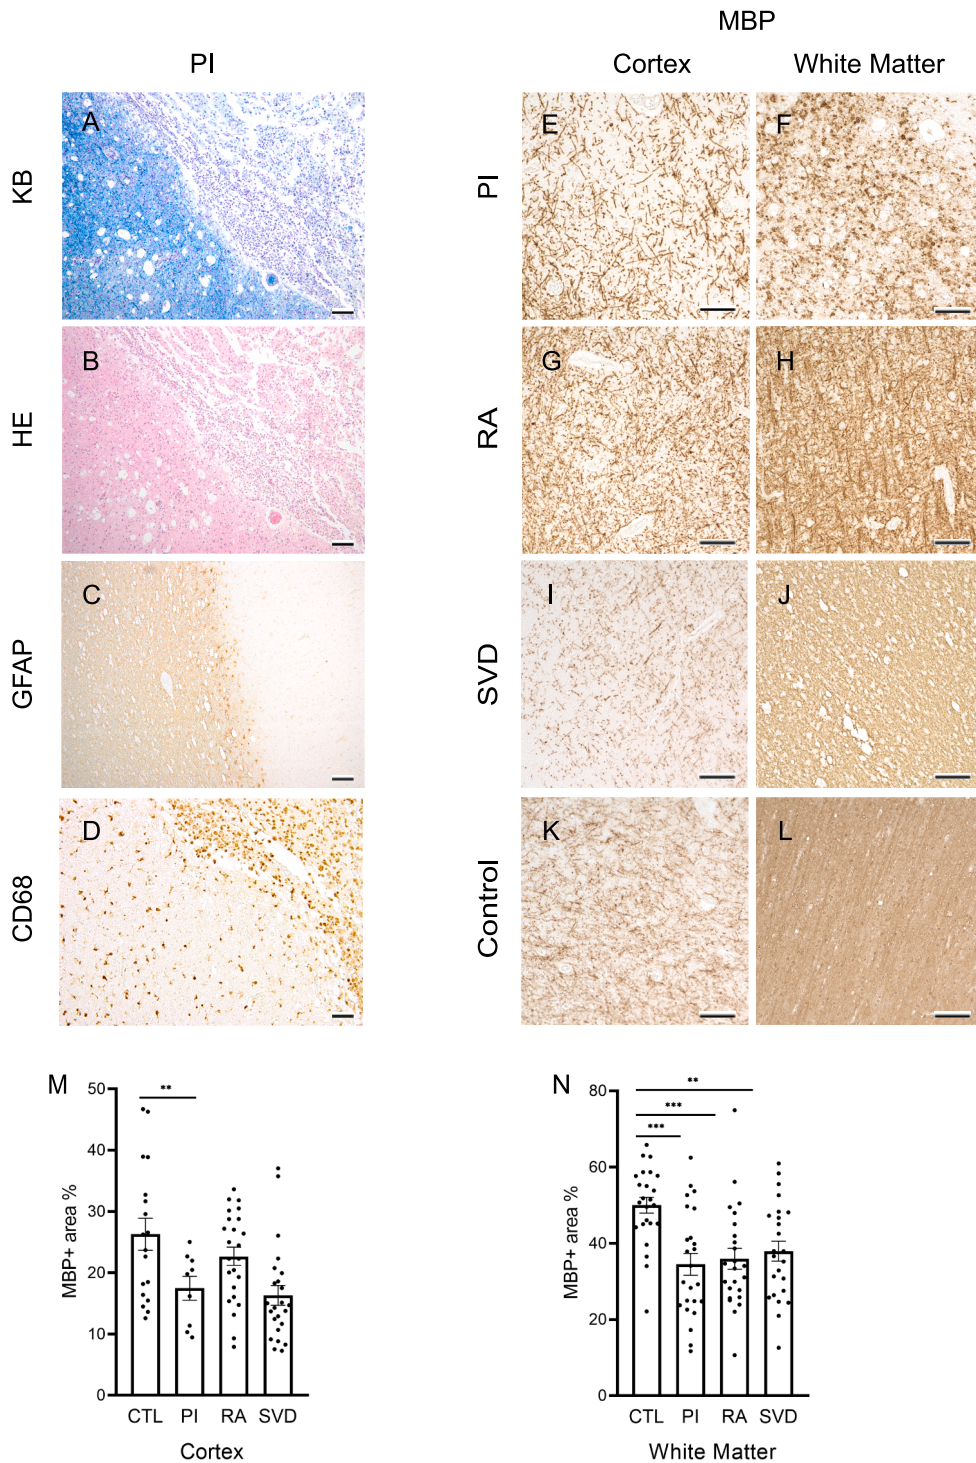 MBP
PI
Cortex
White Matter
KB
A
PI
E
F
HE
B
RA
G
H
GFAP
C
SVD
I
J
CD68
D
Control
K
L
M
**
MBP+ area %
50
40
30
20
10
0
CTL PI RA SVD
Cortex
N
**
***
***
MBP+ area %
80
60
40
20
0
CTL PI RA SVD
White Matter